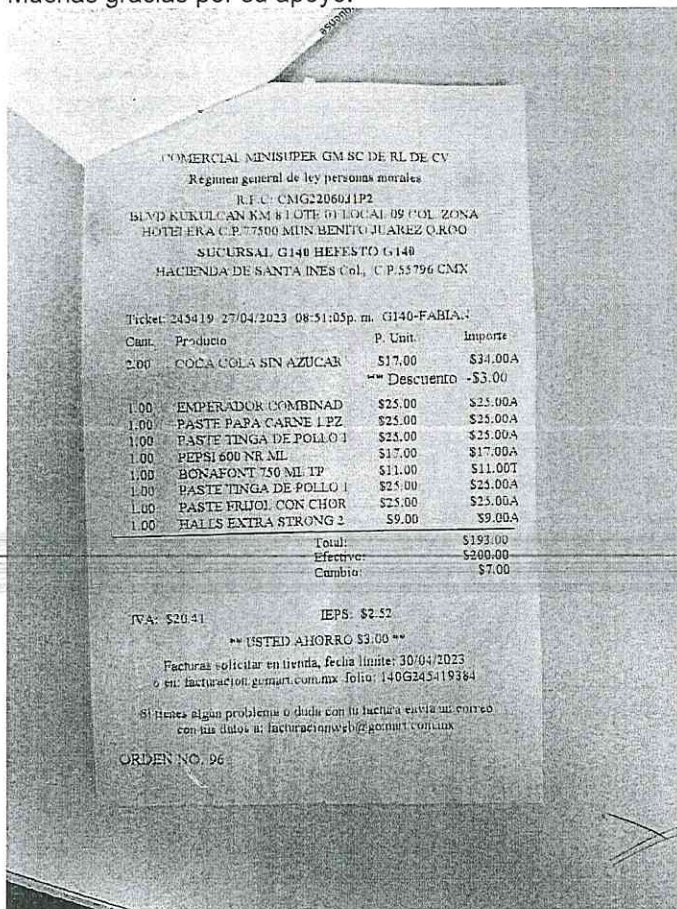 Muchas gracias por su apoyo.
COMERCIAL MINISUPER GM SC DE RL DE CV
Régimen general de ley personas morales
R.F.C: CMG2206031P2
BLVD KUKULCAN KM 8 LOTE 01 LOCAL 09 COL. ZONA
HOTELERA C.P.77500 MUN BENITO JUAREZ Q.ROO
SUCURSAL G140 HEFESTO G140
HACIENDA DE SANTA INES Col., C.P.55796 CMX
Ticket: 245419 27/04/2023 08:51:05p. m. G140-FABIAN
Cant. Producto P. Unit. Importe
2.00 COCA COLA SIN AZUCAR $17.00 $34.00A
** Descuento -$3.00
1.00 EMPERADOR COMBINAD $25.00 $25.00A
1.00 PASTE PAPA CARNE 1 PZ $25.00 $25.00A
1.00 PASTE TINGA DE POLLO 1 $25.00 $25.00A
1.00 PEPSI 600 NR ML $17.00 $17.00A
1.00 BONAFONT 750 ML TP $11.00 $11.00T
1.00 PASTE TINGA DE POLLO 1 $25.00 $25.00A
1.00 PASTE FRIJOL CON CHOR $25.00 $25.00A
1.00 HALLS EXTRA STRONG 2 $9.00 $9.00A
Total: $193.00
Efectivo: $200.00
Cambio: $7.00
IVA: $20.41 IEPS: $2.52
** USTED AHORRO $3.00 **
Facturas solicitar en tienda, fecha limite: 30/04/2023
o en: facturacion.gomart.com.mx folio: 140G245419384
Si tienes algún problema o duda con tu factura envia un correo
con tus datos a: facturacionweb@gomart.com.mx
ORDEN NO. 96